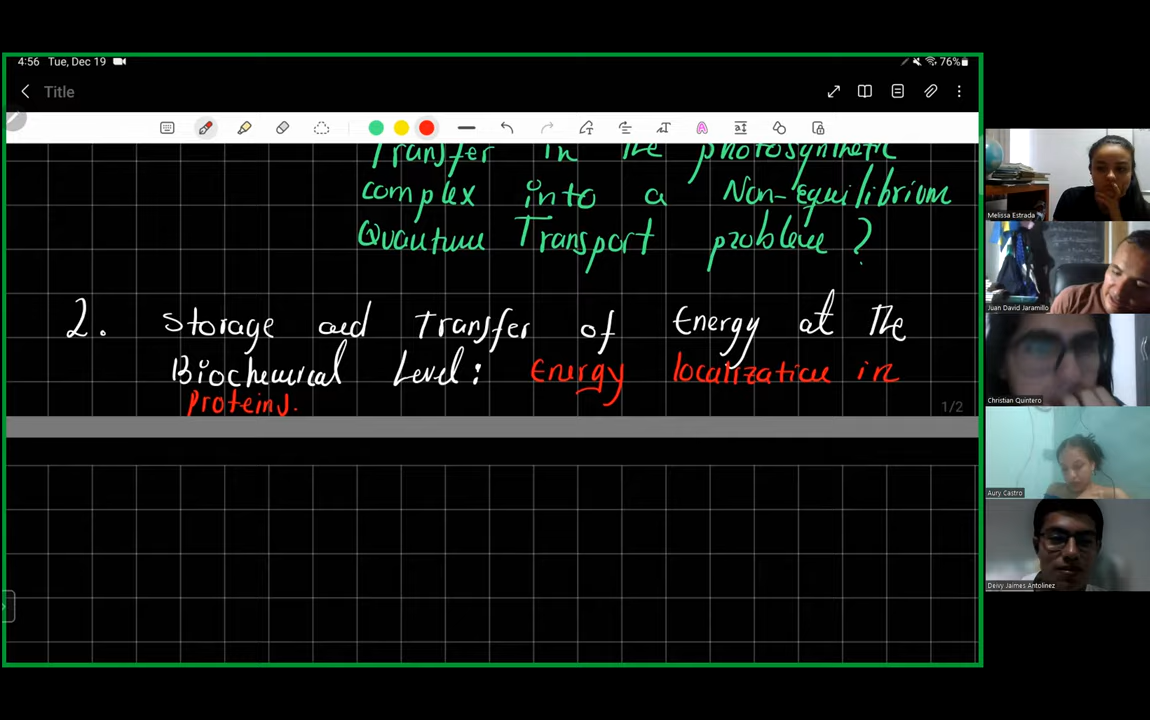 4:56 Tue, Dec 19
76%
Title
Transfer in the photosynthetic
complex into a Non-equilibrium
Quantum Transport problem ?
2. Storage and Transfer of Energy at The
Biochemical Level: Energy localization in
proteins.
1/2
Melissa Estrada
Juan David Jaramillo
Christian Quintero
Aury Castro
Deivy Jaimes Antolinez